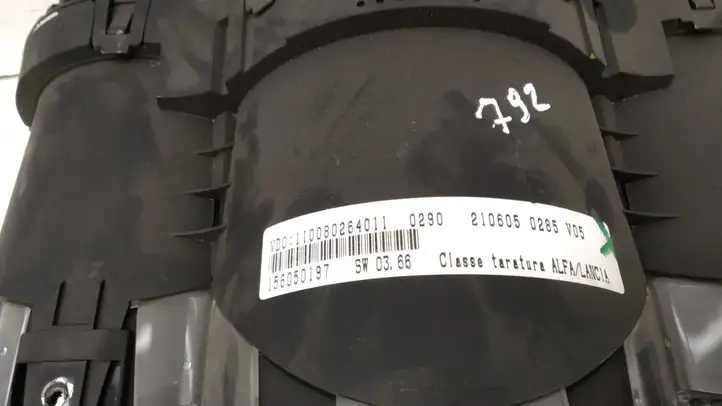 792
VDO:110080264011 0290 210605 0285 V05
156050197 SW 03.66 Classe taratura ALFA/LANCIA